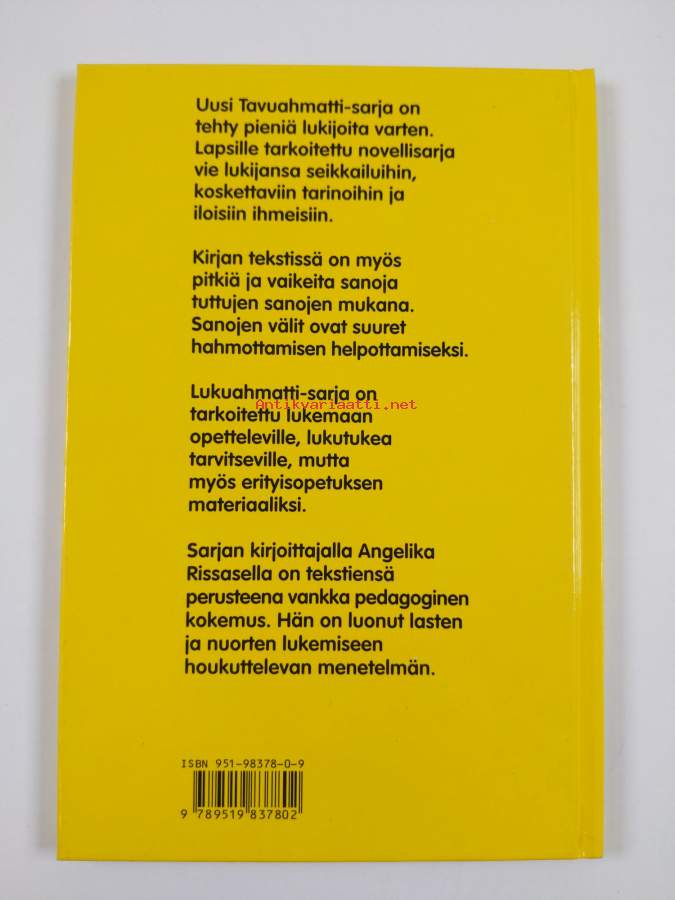 Uusi Tavuahmatti-sarja on
tehty pieniä lukijoita varten.
Lapsille tarkoitettu novellisarja
vie lukijansa seikkailuihin,
koskettaviin tarinoihin ja
iloisiin ihmeisiin.
Kirjan tekstissä on myös
pitkiä ja vaikeita sanoja
tuttujen sanojen mukana.
Sanojen välit ovat suuret
hahmottamisen helpottamiseksi.
Lukuahmatti-sarja on
Antikvariaatti.net
tarkoitettu lukemaan
opetteleville, lukutukea
tarvitseville, mutta
myös erityisopetuksen
materiaaliksi.
Sarjan kirjoittajalla Angelika
Rissasella on tekstiensä
perusteena vankka pedagoginen
kokemus. Hän on luonut lasten
ja nuorten lukemiseen
houkuttelevan menetelmän.
ISBN 951-98378-0-9
9 789519 837802